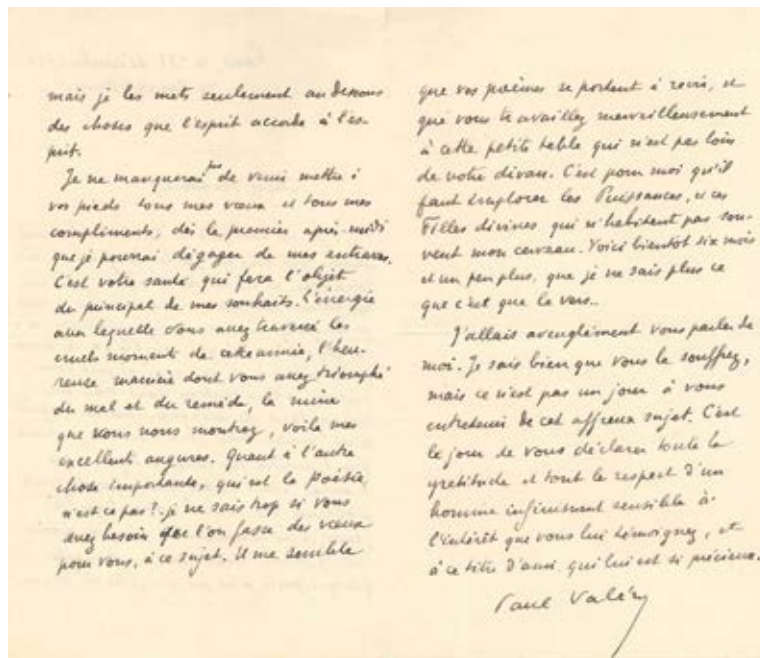 mais je les mets seulement au dessous
des choses que l'esprit accorde à l'es-
prit.
Je ne manquerai pas de venir mettre à
vos pieds tous mes vœux et tous mes
compliments, dès le premier après-midi
que je pourrai dégager de mes entraves.
C'est votre santé qui fera l'objet
du principal de mes souhaits. L'énergie
avec laquelle vous avez traversé les
cruels moments de cette année, l'heu-
reuse manière dont vous avez triomphé
du mal et du remède, la mine
que vous nous montrez, voilà mes
excellents augures. Quant à l'autre
chose importante, qui est la Poésie,
n'est ce pas ?. je ne sais trop si vous
avez besoin que l'on fasse des vœux
pour vous, à ce sujet. Il me semble
que vos poèmes se portent à ravir, et
que vous travaillez merveilleusement
à cette petite table qui n'est pas loin
de votre divan. C'est pour moi qu'il
faut implorer les Puissances, et ces
Filles divines qui n'habitent pas sou-
vent mon cerveau. Voici bientôt six mois
et un peu plus, que je ne sais plus ce
que c'est que le vers..
J'allais aveuglément vous parler de
moi. Je sais bien que vous le souffrez,
mais ce n'est pas un jour à vous
entretenir de cet affreux sujet. C'est
le jour de vous déclarer toute la
gratitude et tout le respect d'un
homme infiniment sensible à
l'intérêt que vous lui témoignez, et
à ce titre d'ami qui lui est si précieux.
Paul Valéry